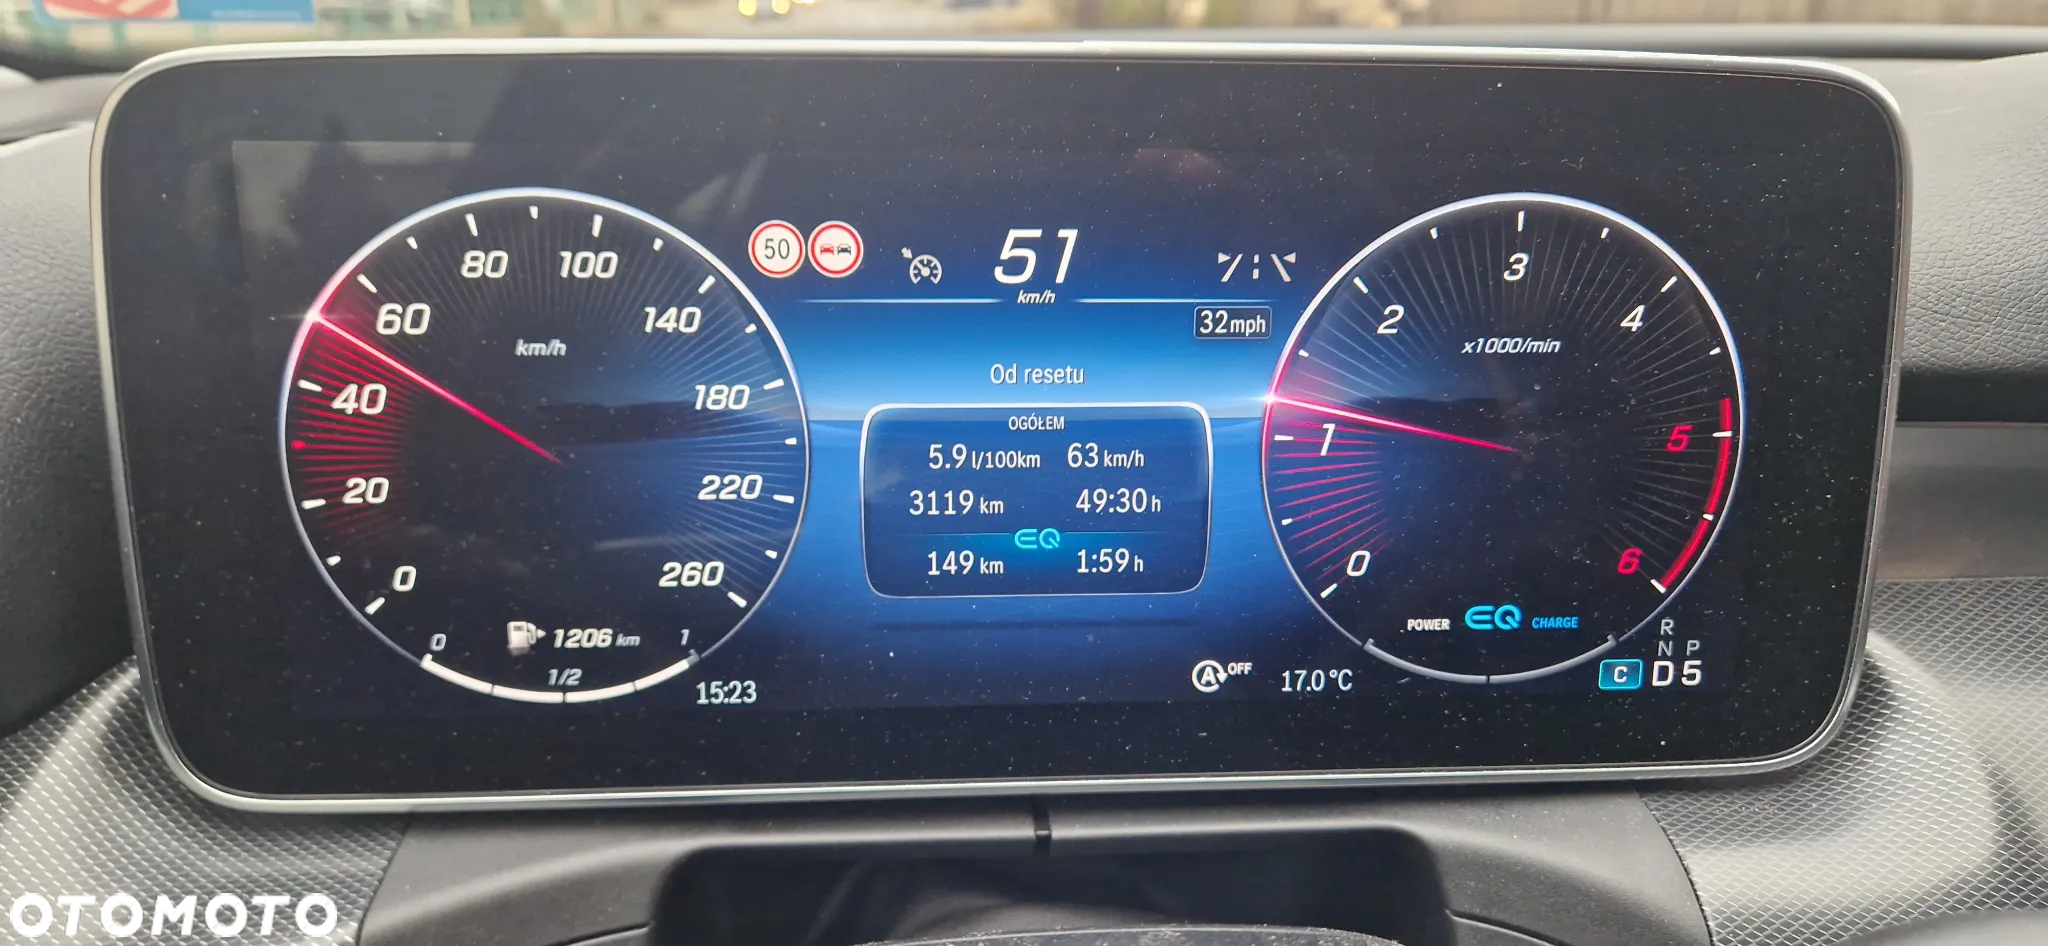 80 100
60 140
km/h
40 180
20 220
0 260
0 1206 km 1
1/2
15:23
50
51
km/h
32mph
Od resetu
OGÓŁEM
5.9 l/100km 63 km/h
3119 km 49:30 h
EQ
149 km 1:59 h
A OFF 17.0 °C
3
2 4
x1000/min
1 5
0 6
POWER EQ CHARGE
R
N P
C D 5
OTOMOTO